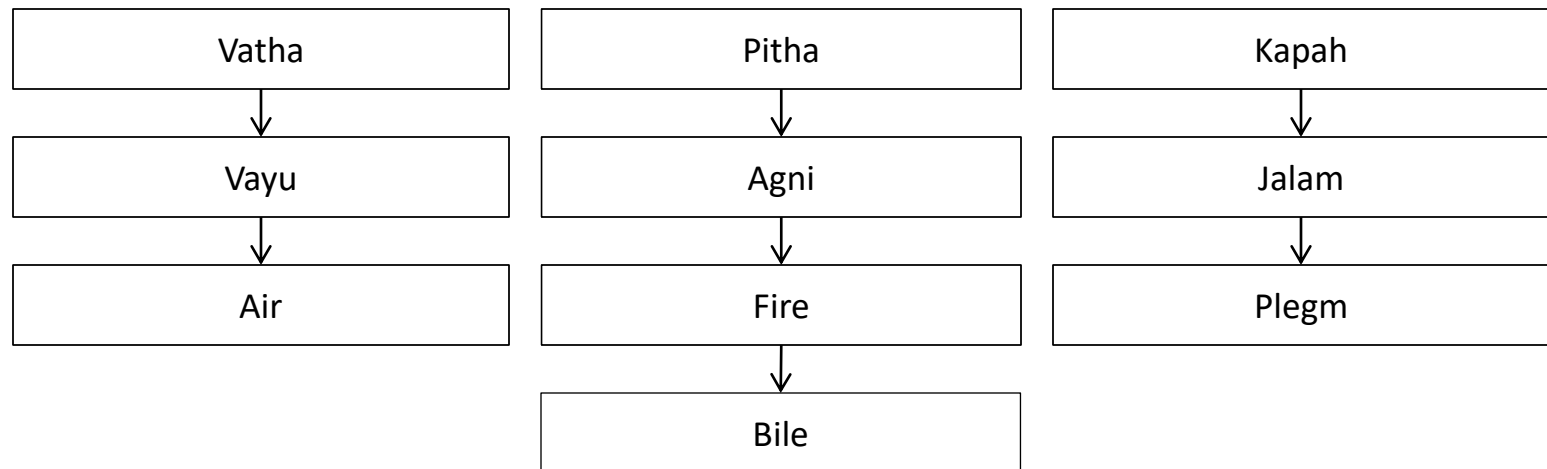 Vatha
Pitha
Kapah
Vayu
Agni
Jalam
Air
Fire
Plegm
Bile